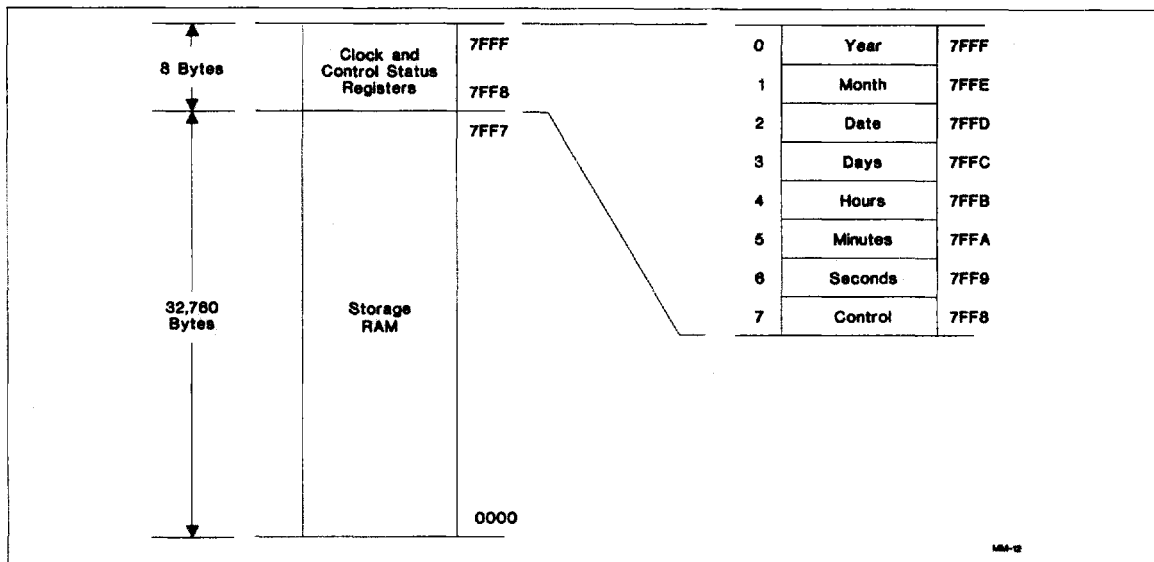 8 Bytes
Clock and
Control Status
Registers
7FFF
7FF8
7FF7
32,760
Bytes
Storage
RAM
0000
0 Year 7FFF
1 Month 7FFE
2 Date 7FFD
3 Days 7FFC
4 Hours 7FFB
5 Minutes 7FFA
6 Seconds 7FF9
7 Control 7FF8
MM-12